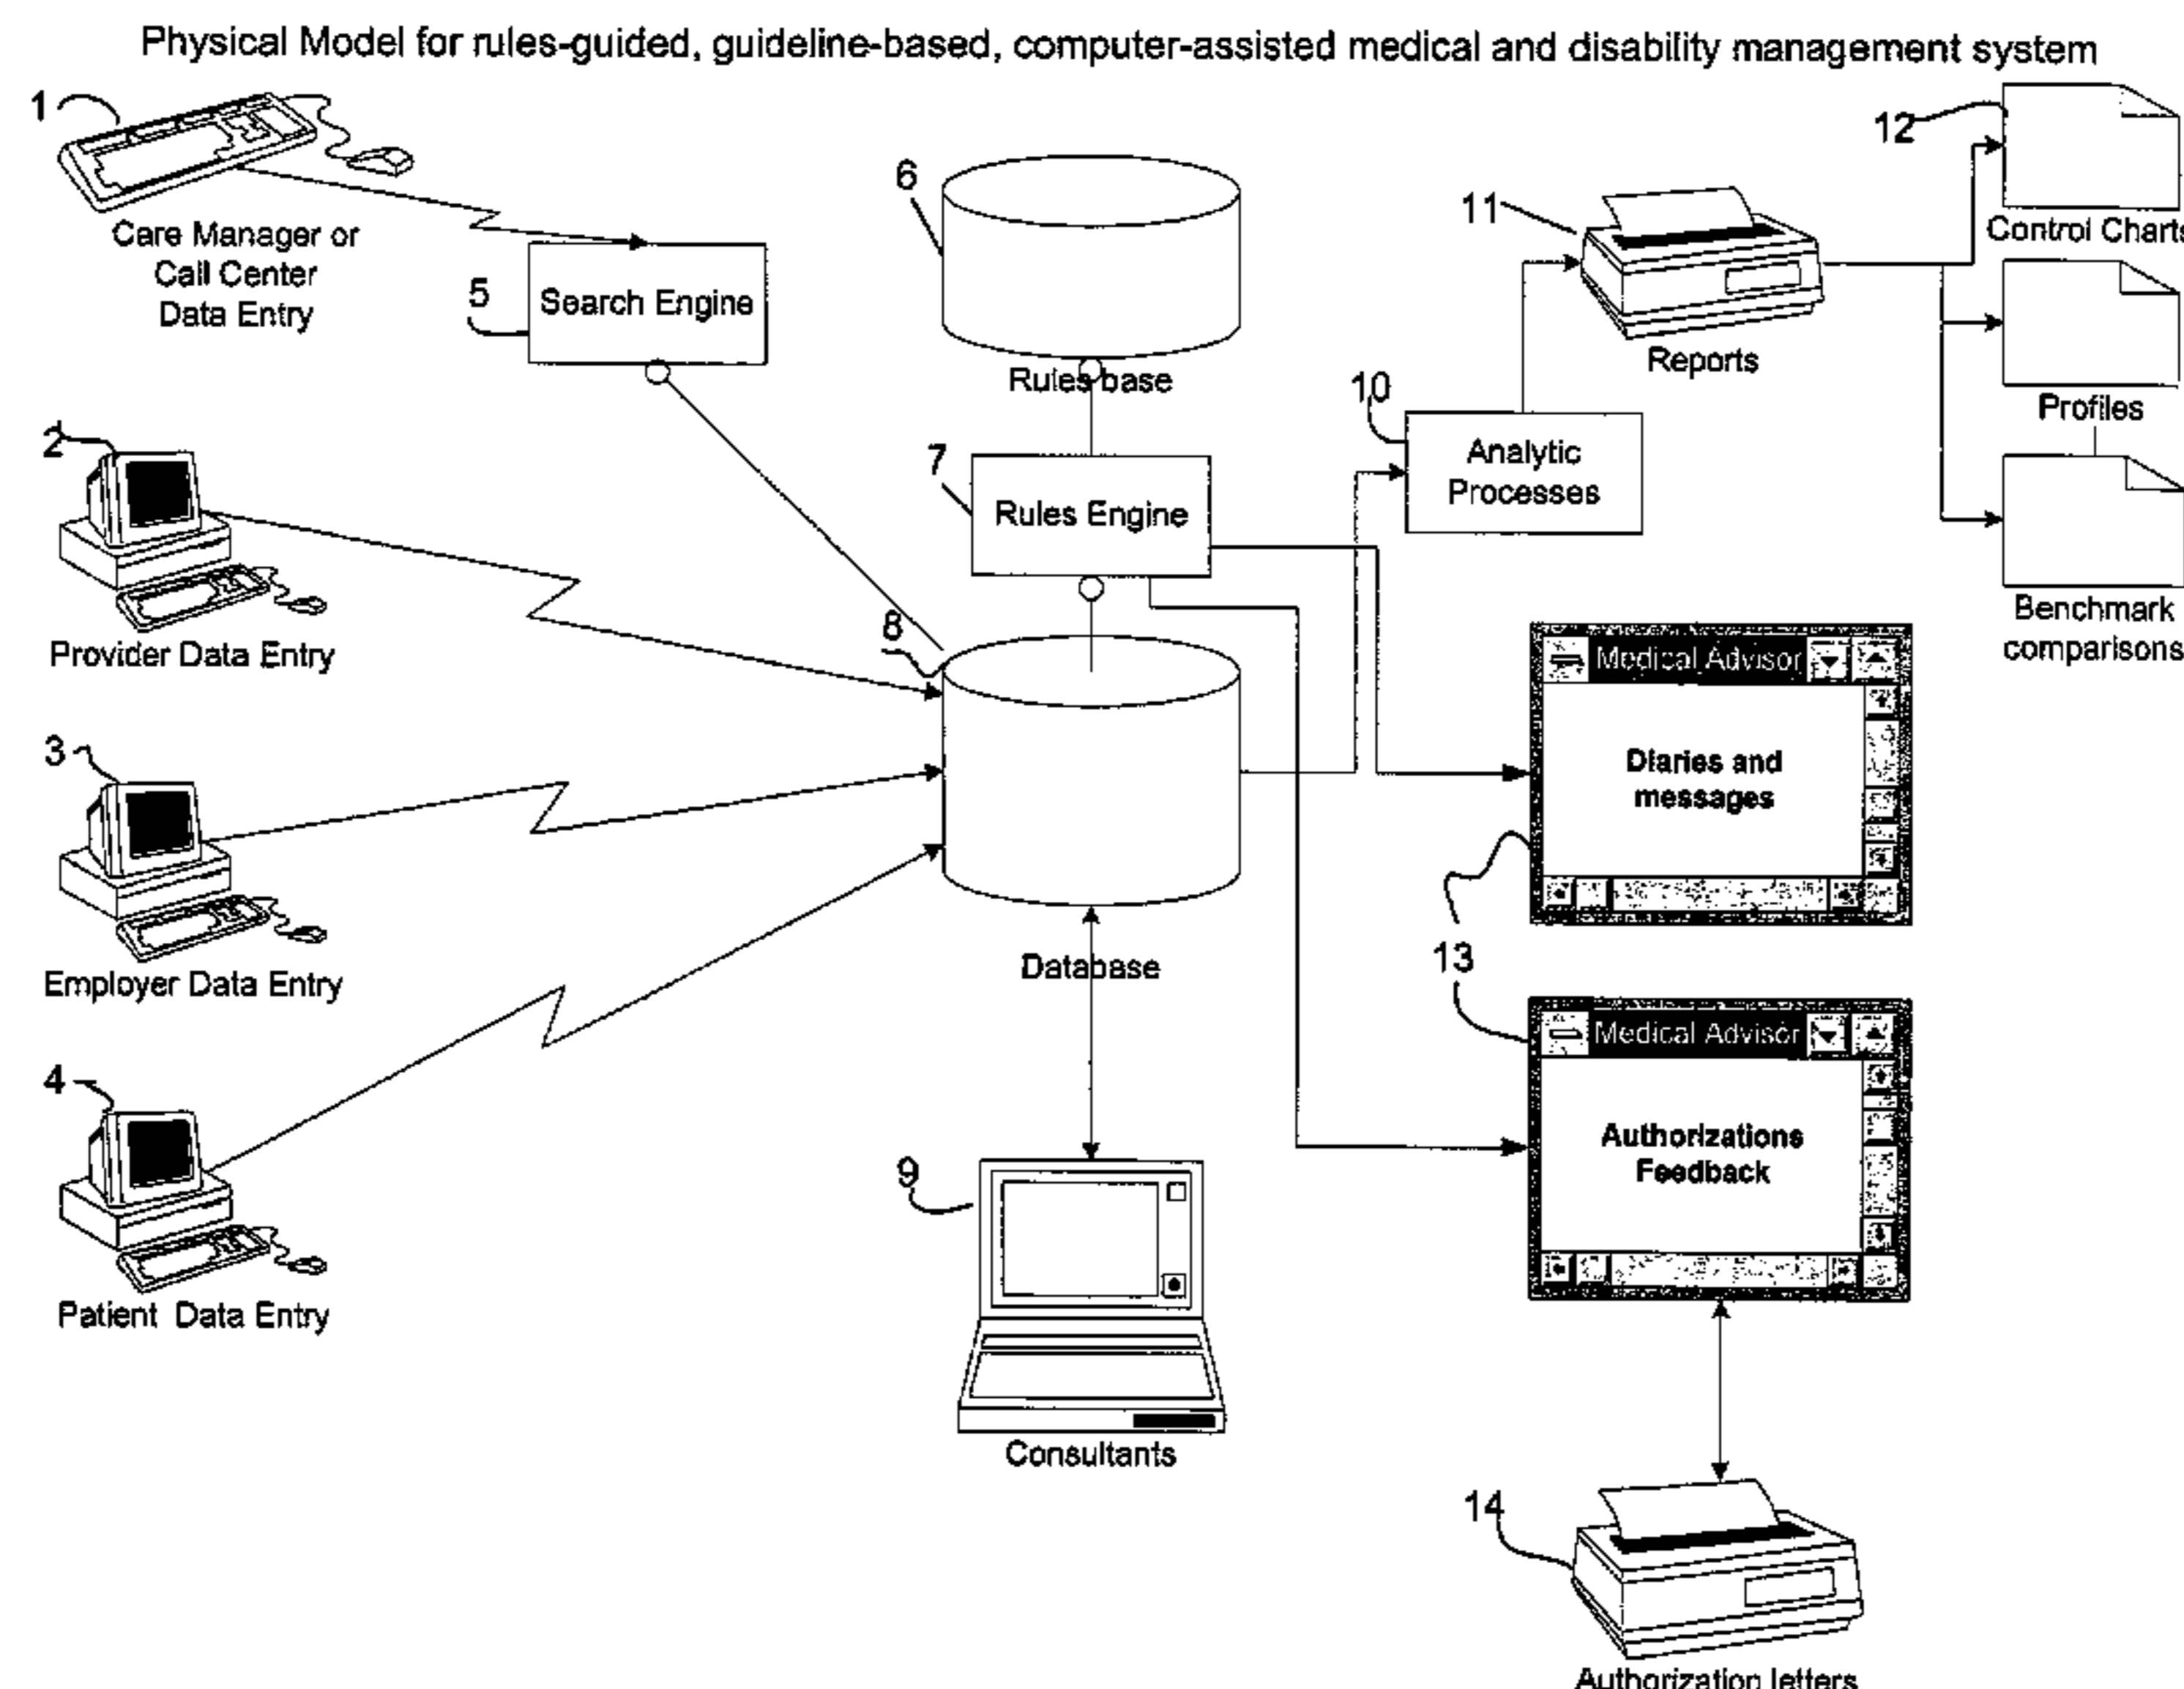 Physical Model for rules-guided, guideline-based, computer-assisted medical and disability management system
1
Care Manager or
Call Center
Data Entry
2
Provider Data Entry
3
Employer Data Entry
4
Patient Data Entry
5
Search Engine
6
Rules base
7
Rules Engine
8
Database
9
Consultants
10
Analytic
Processes
11
Reports
12
Control Charts
Profiles
Benchmark
comparisons
Medical Advisor
Diaries and
messages
13
Medical Advisor
Authorizations
Feedback
14
Authorization letters